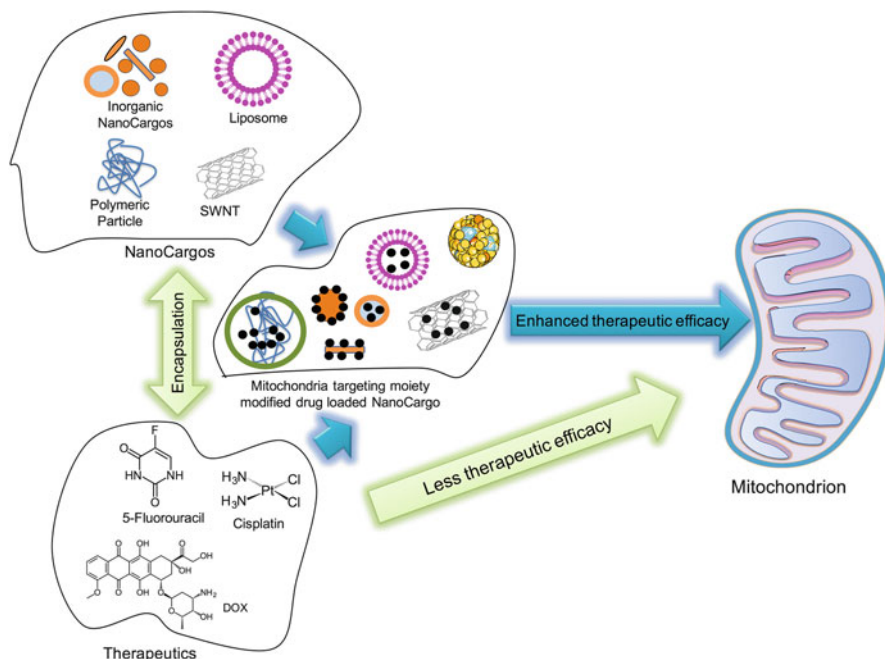 Inorganic
NanoCargos
Liposome
Polymeric
Particle
SWNT
NanoCargos
Encapsulation
Mitochondria targeting moiety
modified drug loaded NanoCargo
Enhanced therapeutic efficacy
Less therapeutic efficacy
Mitochondrion
F
O
HN
NH
O
5-Fluorouracil
H₃N
Cl
Pt
H₃N
Cl
Cisplatin
O
OH
O
OH
OH
O
O
OH
O
NH₂
O
OH
DOX
Therapeutics